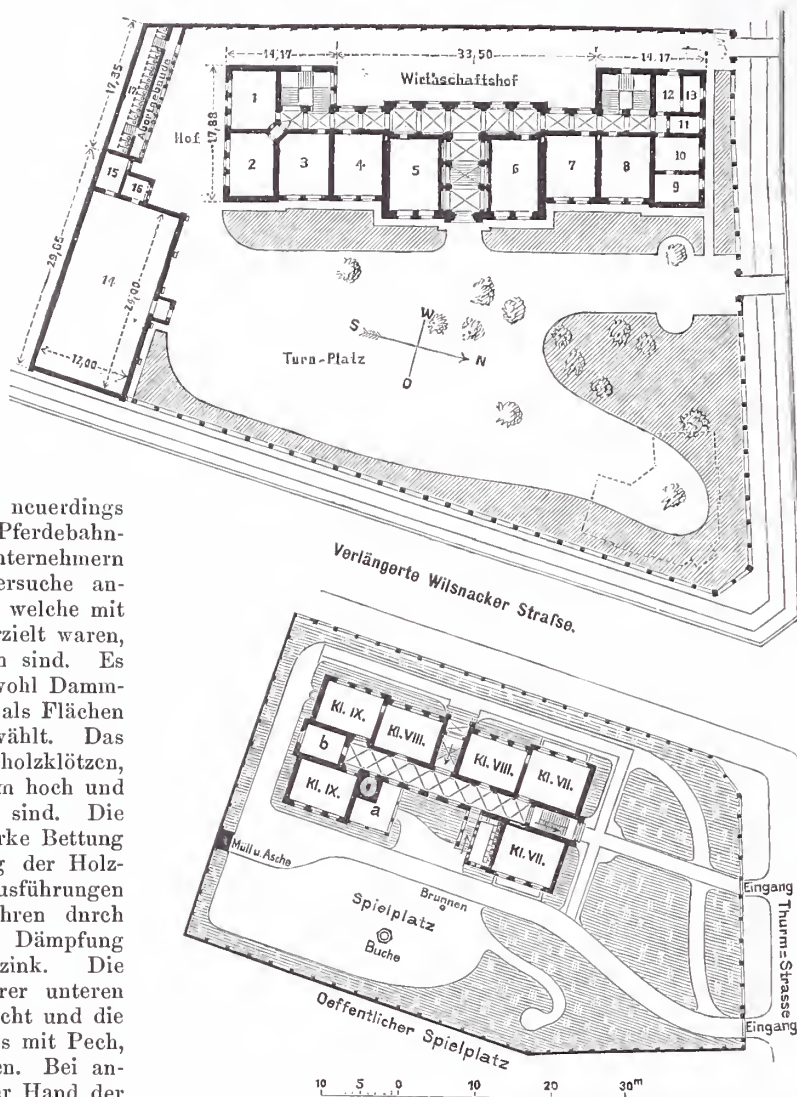 14,17 33,50 14,17
Wirthschaftshof
17,85
17.
Abortgebäude
Hof
17,88
1
12 13
11
2 3 4 5 6 7 8 10
9
15
16
29,05
14
24,00
12,00
S W N O
Turn-Platz
Verlängerte Wilsnacker Straſse.
neuerdings
Pferdebahn-
nternehmern
ersuche an-
welche mit
rzielt waren,
n sind. Es
wohl Damm-
als Flächen
wählt. Das
holzklötzen,
m hoch und
sind. Die
rke Bettung
g der Holz-
usführungen
hren durch
Dämpfung
zink. Die
rer unteren
cht und die
s mit Pech,
en. Bei an-
er Hand der
Kl. IX. Kl. VIII. Kl. VIII. Kl. VII.
b
Kl. IX. a Kl. VII.
Müll u. Asche
Brunnen
Spielplatz
Buche
Eingang
Thurm=Strasse
Eingang
Oeffentlicher Spielplatz
10 5 0 10 20 30m